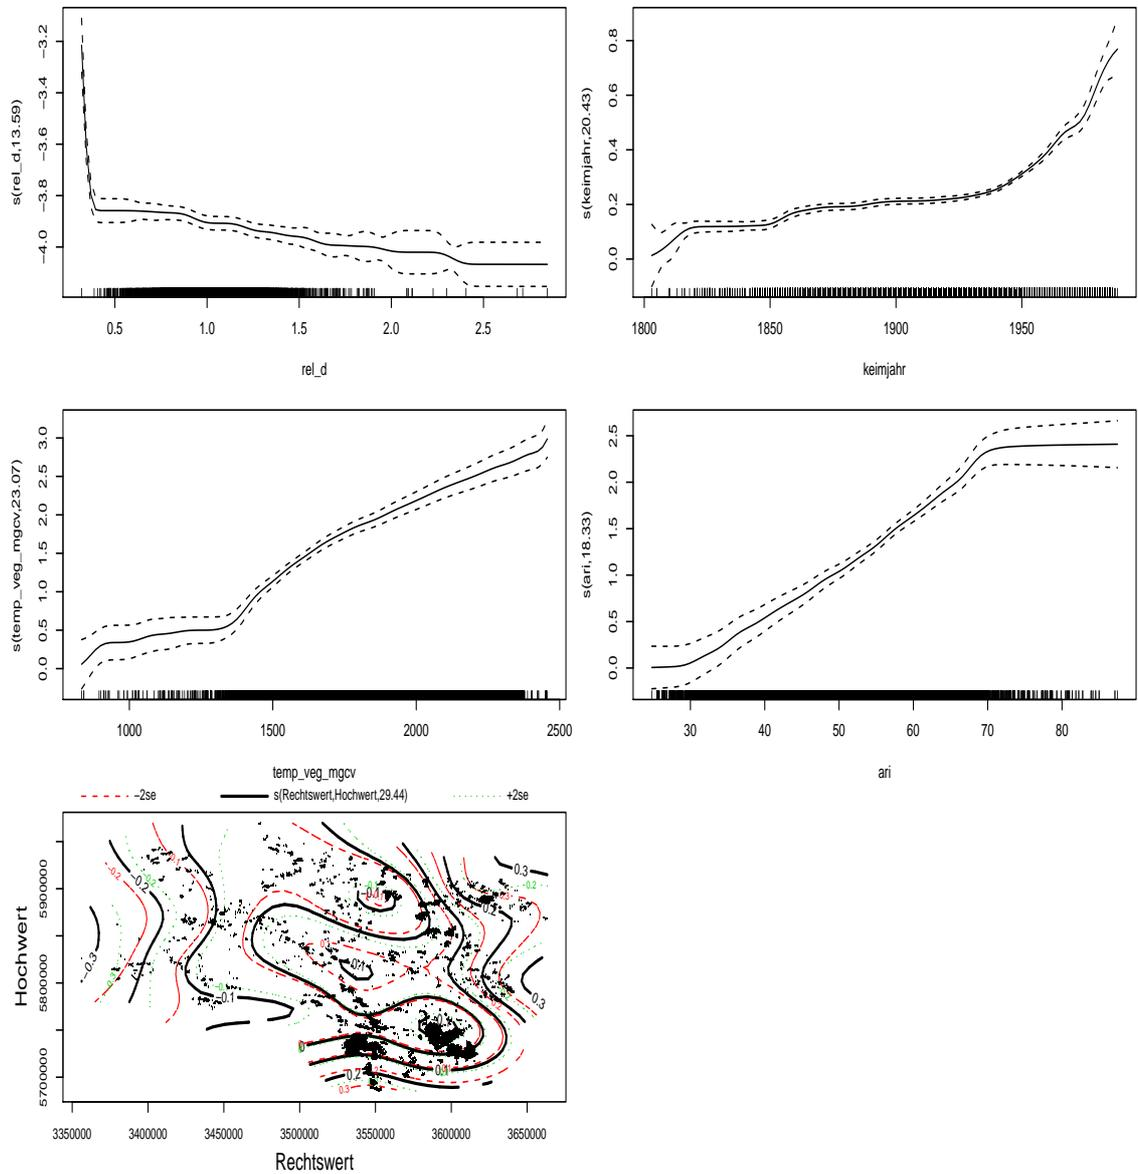 s(rel_d,13.59)
−3.2
−3.4
−3.6
−3.8
−4.0
0.5 1.0 1.5 2.0 2.5
rel_d
s(keimjahr,20.43)
0.8
0.6
0.4
0.2
0.0
1800 1850 1900 1950
keimjahr
s(temp_veg_mgcv,23.07)
3.0
2.5
2.0
1.5
1.0
0.5
0.0
1000 1500 2000 2500
temp_veg_mgcv
s(ari,18.33)
2.5
2.0
1.5
1.0
0.5
0.0
30 40 50 60 70 80
ari
−2se s(Rechtswert,Hochwert,29.44) +2se
Hochwert
5900000
5800000
5700000
−0.2
−0.2
−0.3
−0.1
−0.1
0.3
0.3
0.2
0.3
3350000 3400000 3450000 3500000 3550000 3600000 3650000
Rechtswert